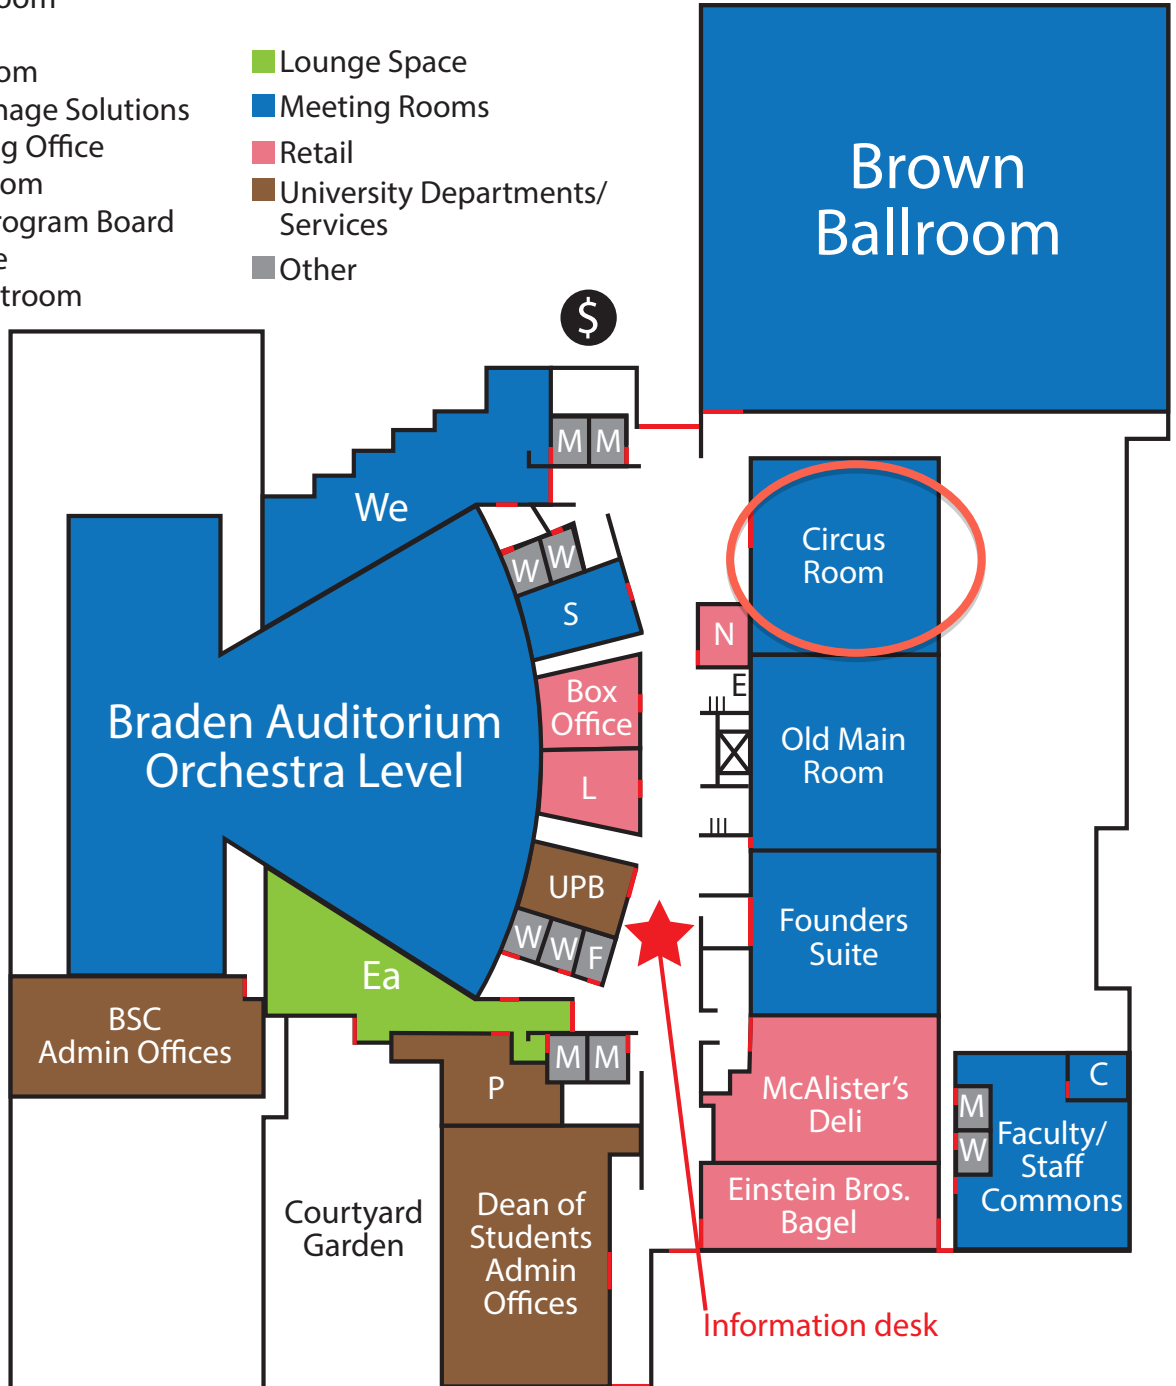 om
nage Solutions
g Office
om
rogram Board
e
troom
Lounge Space
Meeting Rooms
Retail
University Departments/
Services
Other
$
Brown
Ballroom
M M
We
W W
S
Circus
Room
N
E
Box
Office
L
Braden Auditorium
Orchestra Level
Old Main
Room
UPB
W W F
Founders
Suite
Ea
BSC
Admin Offices
M M
P
McAlister's
Deli
C
M
W
Faculty/
Staff
Commons
Einstein Bros.
Bagel
Courtyard
Garden
Dean of
Students
Admin
Offices
Information desk